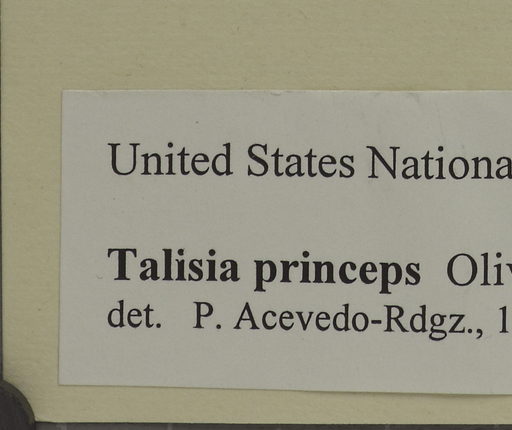 United States Nationa
Talisia princeps Oliv
det. P. Acevedo-Rdgz., 1